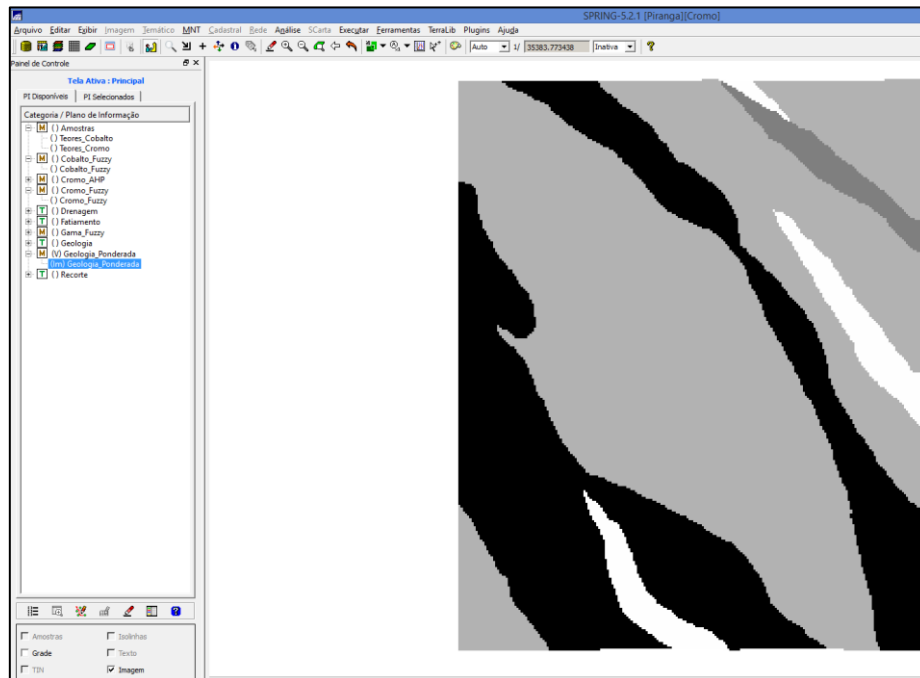 SPRING-5.2.1 [Piranga][Cromo]
Arquivo Editar Exibir Imagem Temático MNT Cadastral Rede Análise SCarta Executar Ferramentas TerraLib Plugins Ajuda
Auto 1/ 35383.773438 Inativa
Painel de Controle
Tela Ativa : Principal
PI Disponíveis PI Selecionados
Categoria / Plano de Informação
M () Amostras
() Teores_Cobalto
() Teores_Cromo
M () Cobalto_Fuzzy
() Cobalto_Fuzzy
M () Cromo_AHP
M () Cromo_Fuzzy
() Cromo_Fuzzy
T () Drenagem
T () Fatiamento
M () Gama_Fuzzy
T () Geologia
M (V) Geologia_Ponderada
(Im) Geologia_Ponderada
T () Recorte
Amostras Isolinhas
Grade Texto
TIN Imagem